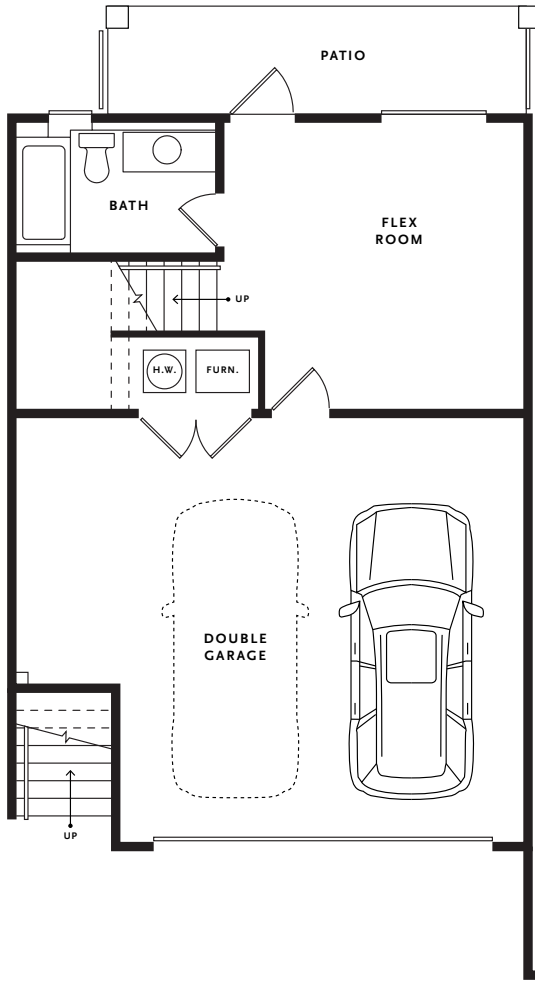 PATIO
BATH
FLEX
ROOM
UP
H.W.
FURN.
DOUBLE
GARAGE
UP